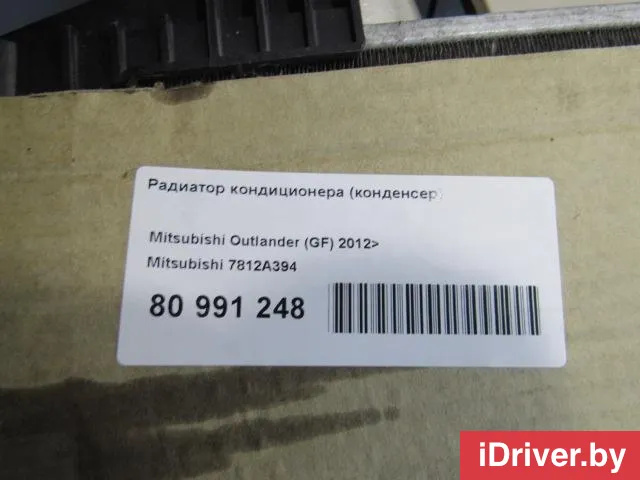 Радиатор кондиционера (конденсер)
Mitsubishi Outlander (GF) 2012>
Mitsubishi 7812A394
80 991 248
iDriver.by